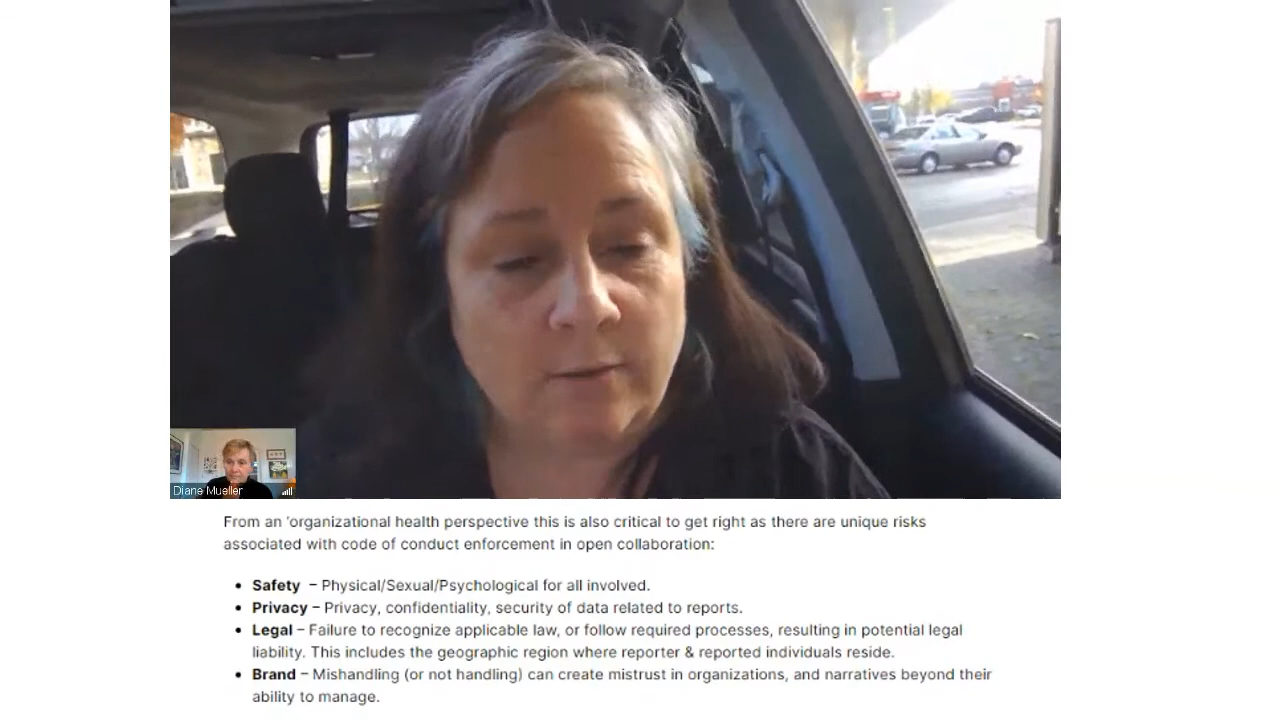 Diane Mueller
From an ‘organizational health perspective this is also critical to get right as there are unique risks
associated with code of conduct enforcement in open collaboration:
• Safety – Physical/Sexual/Psychological for all involved.
• Privacy – Privacy, confidentiality, security of data related to reports.
• Legal – Failure to recognize applicable law, or follow required processes, resulting in potential legal
liability. This includes the geographic region where reporter & reported individuals reside.
• Brand – Mishandling (or not handling) can create mistrust in organizations, and narratives beyond their
ability to manage.